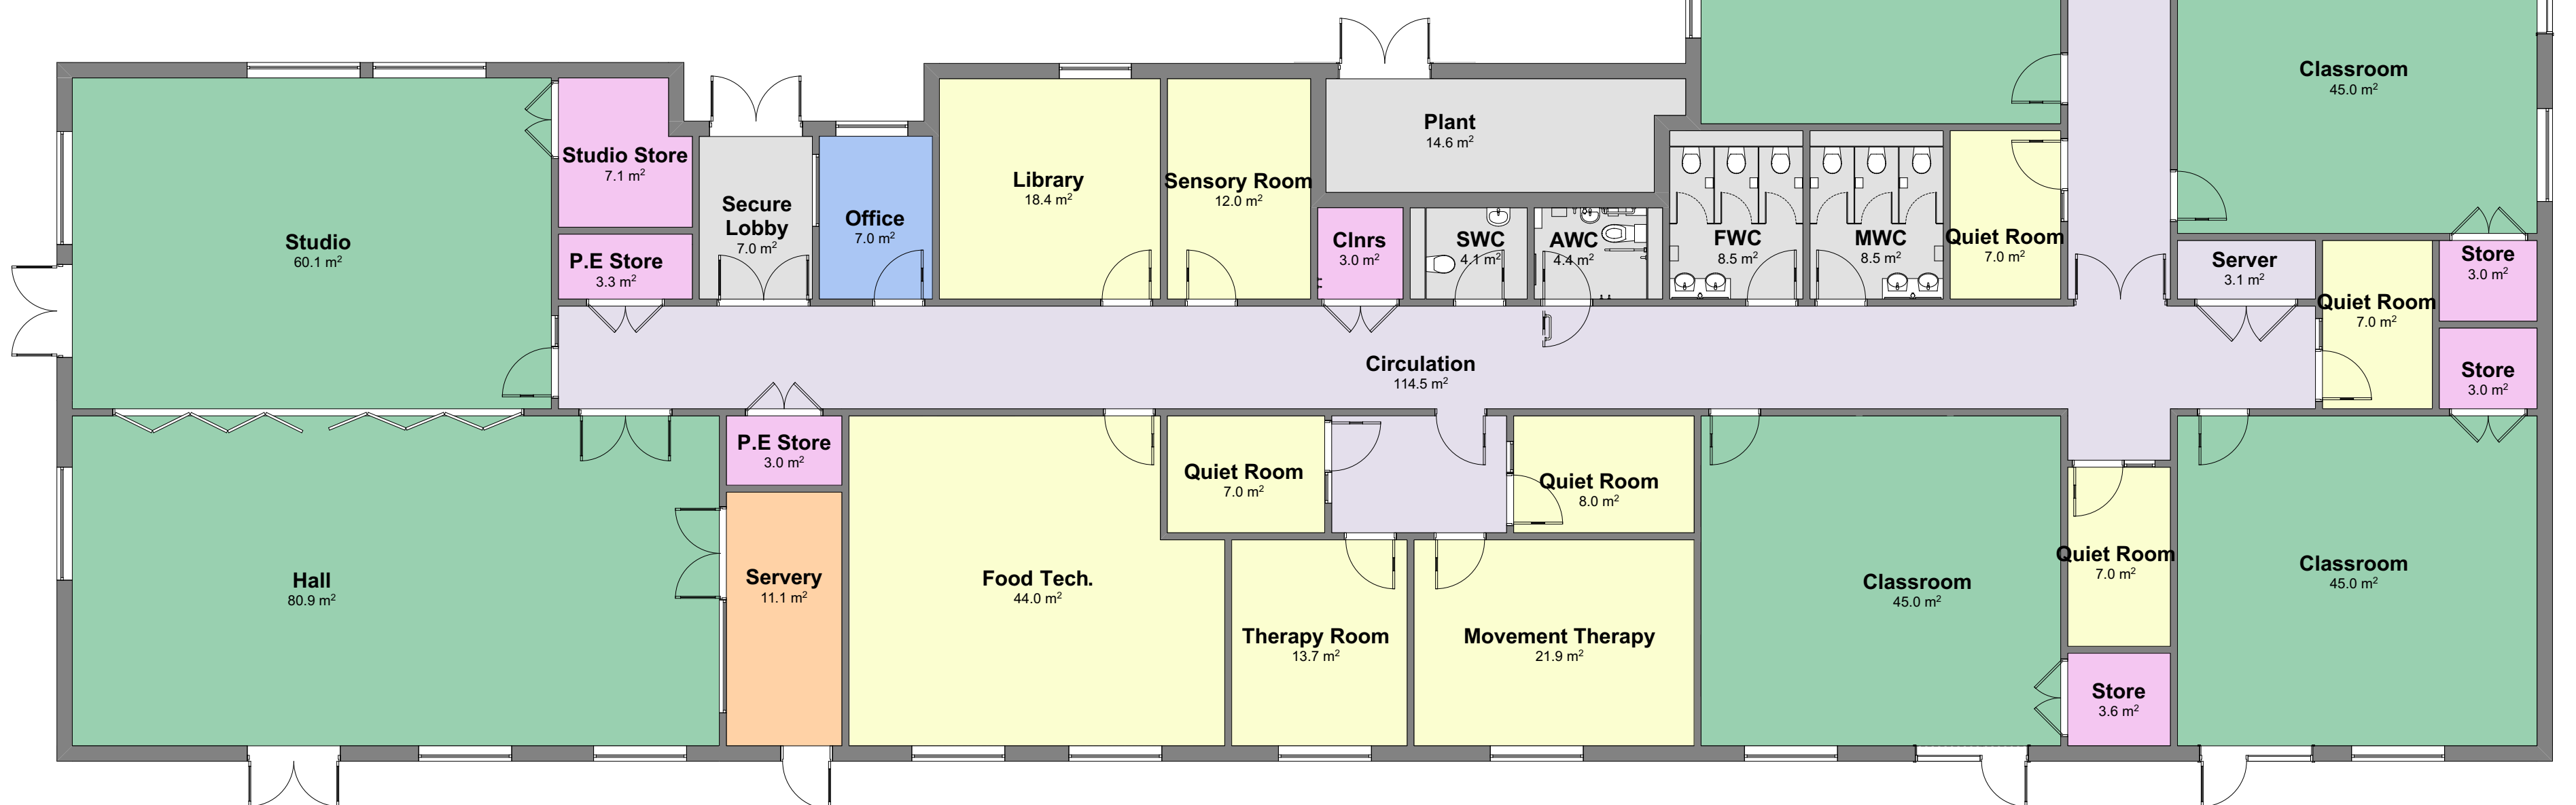 Classroom
45.0 m²
Plant
14.6 m²
Studio Store
7.1 m²
Library
18.4 m²
Sensory Room
12.0 m²
Secure
Lobby
7.0 m²
Office
7.0 m²
Studio
60.1 m²
P.E Store
3.3 m²
Clnrs
3.0 m²
SWC
4.1 m²
AWC
4.4 m²
FWC
8.5 m²
MWC
8.5 m²
Quiet Room
7.0 m²
Server
3.1 m²
Store
3.0 m²
Quiet Room
7.0 m²
Circulation
114.5 m²
Store
3.0 m²
P.E Store
3.0 m²
Quiet Room
7.0 m²
Quiet Room
8.0 m²
Hall
80.9 m²
Servery
11.1 m²
Food Tech.
44.0 m²
Therapy Room
13.7 m²
Movement Therapy
21.9 m²
Classroom
45.0 m²
Quiet Room
7.0 m²
Classroom
45.0 m²
Store
3.6 m²